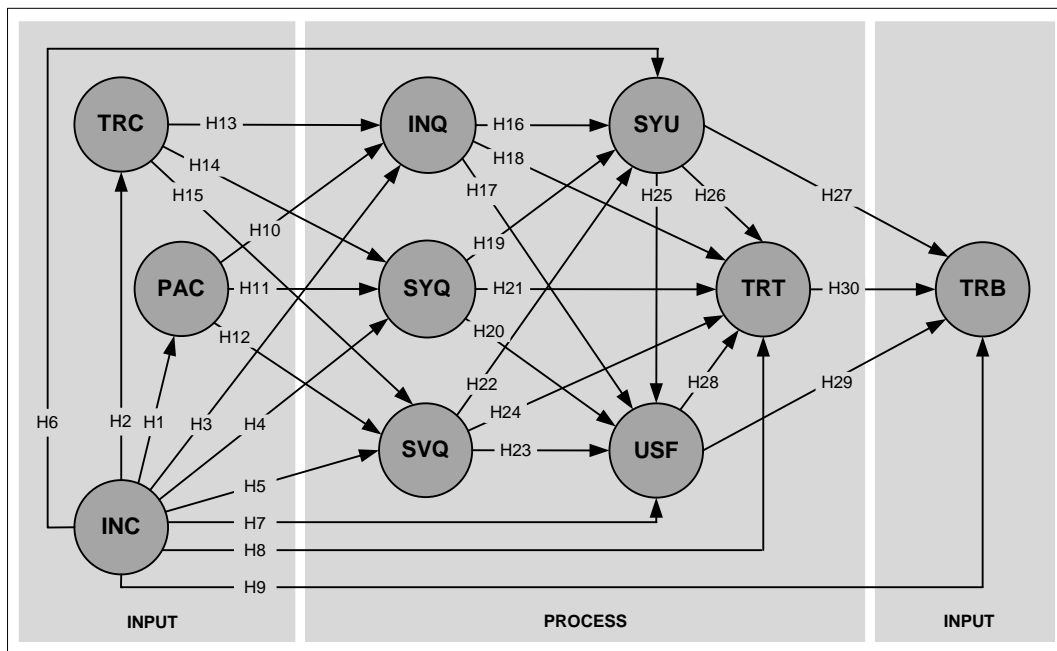 TRC
H13
INQ
H16
SYU
H14
H18
H15
H17
H25
H26
H27
H10
H19
PAC
H11
SYQ
H21
TRT
H30
TRB
H12
H20
H22
H28
H29
H24
H6
H2
H1
H3
H4
SVQ
H23
USF
H5
INC
H7
H8
H9
INPUT
PROCESS
INPUT